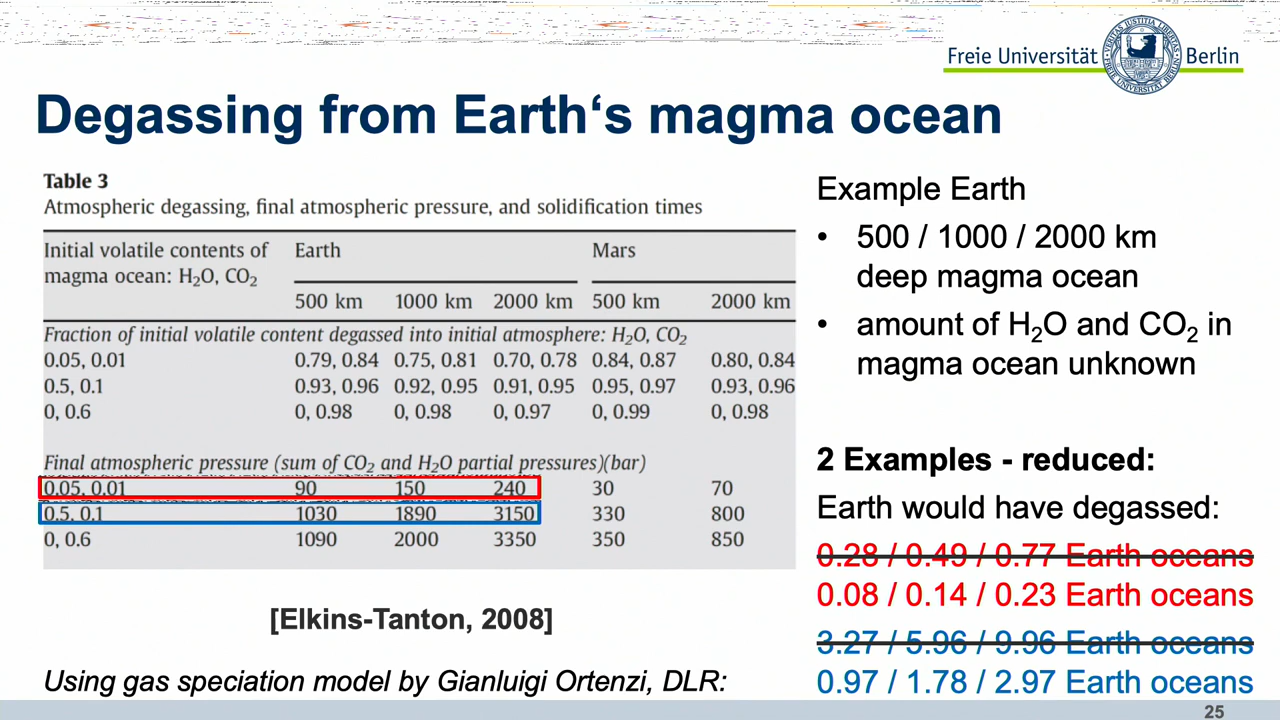 Freie Universität Berlin
Degassing from Earth‘s magma ocean
Table 3
Atmospheric degassing, final atmospheric pressure, and solidification times
Initial volatile contents of magma ocean: H₂O, CO₂
Earth
Mars
500 km 1000 km 2000 km 500 km 2000 km
Fraction of initial volatile content degassed into initial atmosphere: H₂O, CO₂
0.05, 0.01 0.79, 0.84 0.75, 0.81 0.70, 0.78 0.84, 0.87 0.80, 0.84
0.5, 0.1 0.93, 0.96 0.92, 0.95 0.91, 0.95 0.95, 0.97 0.93, 0.96
0, 0.6 0, 0.98 0, 0.98 0, 0.97 0, 0.99 0, 0.98
Final atmospheric pressure (sum of CO₂ and H₂O partial pressures)(bar)
0.05, 0.01 90 150 240 30 70
0.5, 0.1 1030 1890 3150 330 800
0, 0.6 1090 2000 3350 350 850
[Elkins-Tanton, 2008]
Using gas speciation model by Gianluigi Ortenzi, DLR:
Example Earth
• 500 / 1000 / 2000 km
deep magma ocean
• amount of H₂O and CO₂ in
magma ocean unknown
2 Examples - reduced:
Earth would have degassed:
0.28 / 0.49 / 0.77 Earth oceans
0.08 / 0.14 / 0.23 Earth oceans
3.27 / 5.96 / 9.96 Earth oceans
0.97 / 1.78 / 2.97 Earth oceans
25